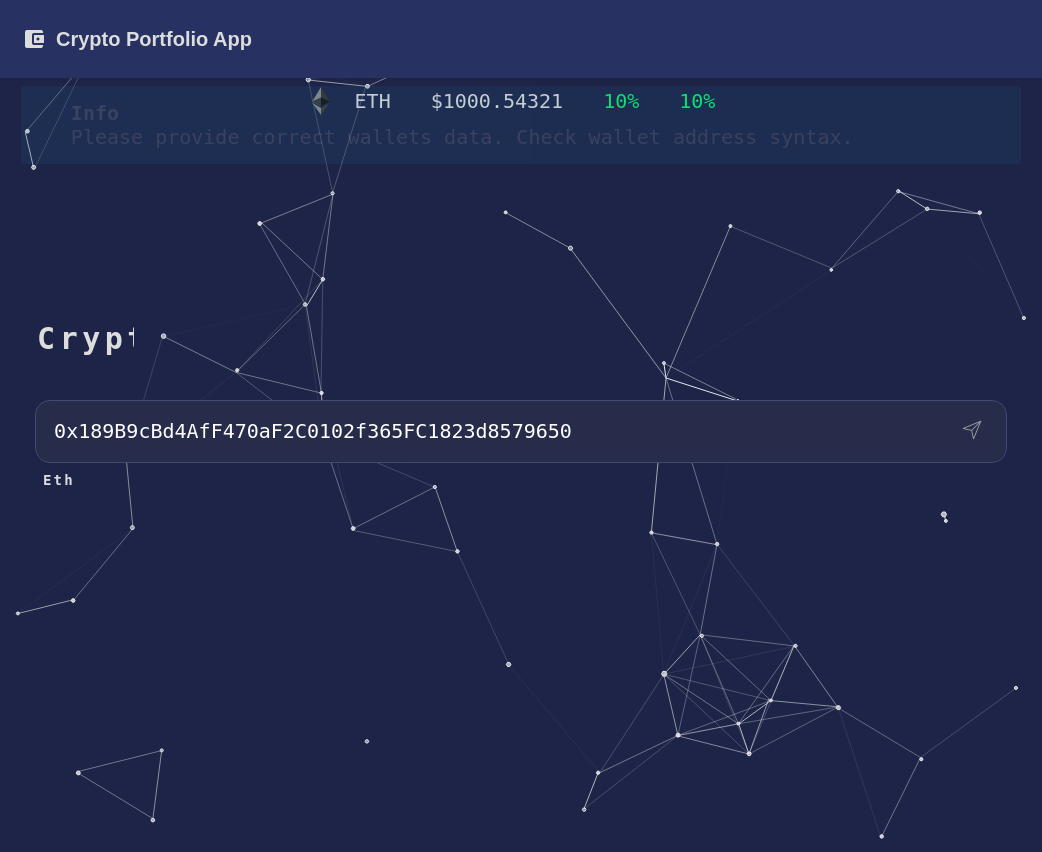 Crypto Portfolio App
ETH $1000.54321 10% 10%
Info
Please provide correct wallets data. Check wallet address syntax.
Crypt
0x189B9cBd4AfF470aF2C0102f365FC1823d8579650
Eth